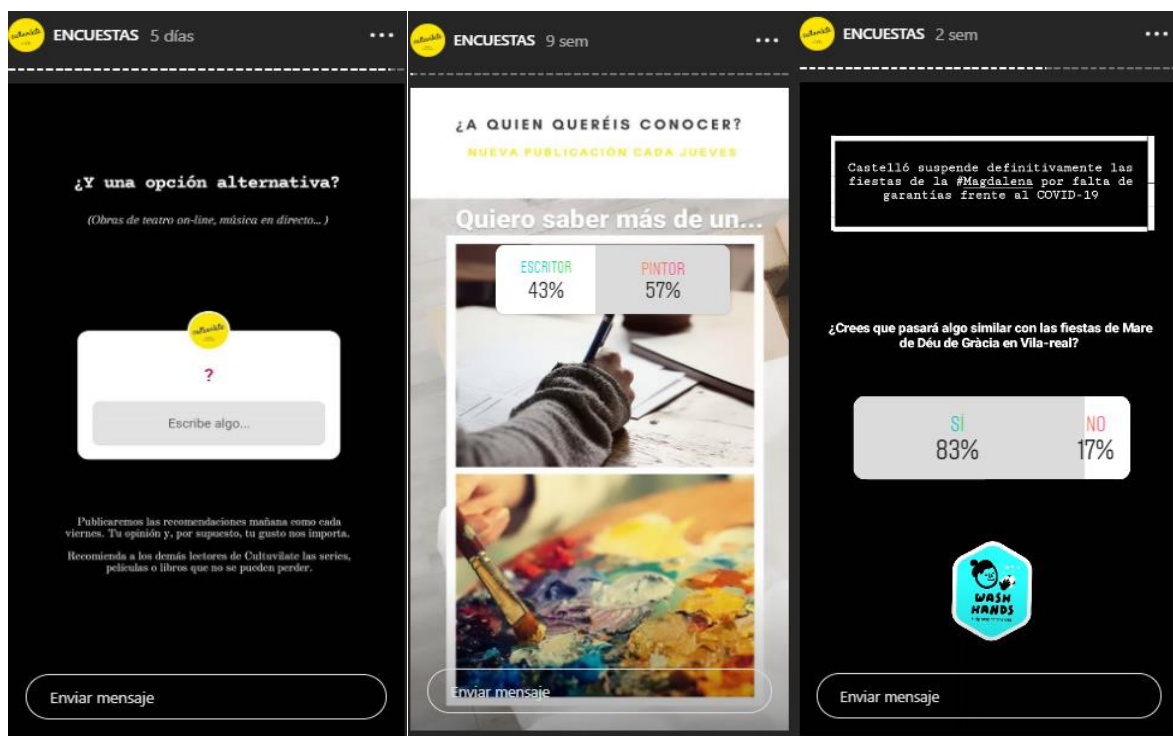 cultuvilate
ENCUESTAS 5 días
¿Y una opción alternativa?
(Obras de teatro on-line, música en directo... )
cultuvilate
?
Escribe algo...
Publicaremos las recomendaciones mañana como cada
viernes. Tu opinión y, por supuesto, tu gusto nos importa.
Recomienda a los demás lectores de Cultuvilate las series,
películas o libros que no se pueden perder.
Enviar mensaje
cultuvilate
ENCUESTAS 9 sem
¿A QUIEN QUERÉIS CONOCER?
NUEVA PUBLICACIÓN CADA JUEVES
Quiero saber más de un...
ESCRITOR PINTOR
43% 57%
Enviar mensaje
cultuvilate
ENCUESTAS 2 sem
Castelló suspende definitivamente las
fiestas de la #Magdalena por falta de
garantías frente al COVID-19
¿Crees que pasará algo similar con las fiestas de Mare
de Déu de Gràcia en Vila-real?
SÍ NO
83% 17%
WASH
HANDS
Enviar mensaje